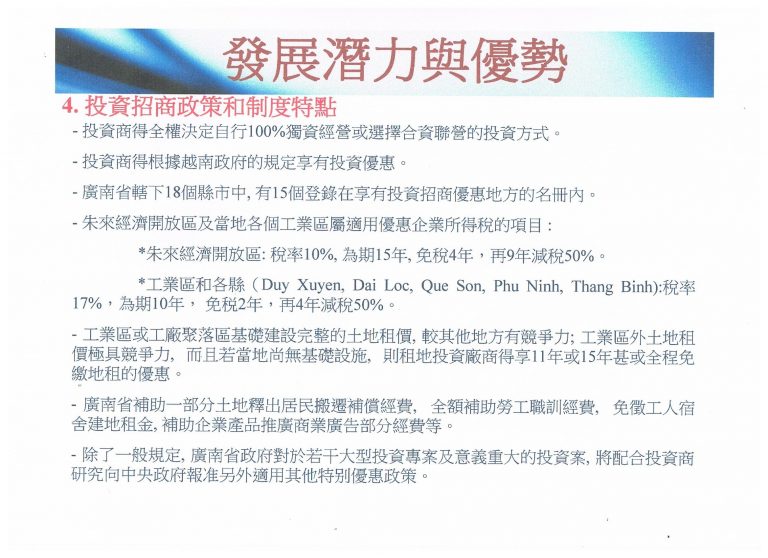 發展潛力與優勢
4. 投資招商政策和制度特點
- 投資商得全權決定自行100%獨資經營或選擇合資聯營的投資方式。
- 投資商得根據越南政府的規定享有投資優惠。
- 廣南省轄下18個縣市中, 有15個登錄在享有投資招商優惠地方的名冊內。
- 朱來經濟開放區及當地各個工業區屬適用優惠企業所得稅的項目 :
*朱來經濟開放區: 稅率10%, 為期15年, 免稅4年，再9年減稅50%。
*工業區和各縣（Duy Xuyen, Dai Loc, Que Son, Phu Ninh, Thang Binh):稅率
17%，為期10年， 免稅2年，再4年減稅50%。
- 工業區或工廠聚落區基礎建設完整的土地租價, 較其他地方有競爭力; 工業區外土地租
價極具競爭力, 而且若當地尚無基礎設施, 則租地投資廠商得享11年或15年甚或全程免
繳地租的優惠。
- 廣南省補助一部分土地釋出居民搬遷補償經費, 全額補助勞工職訓經費, 免徵工人宿
舍建地租金, 補助企業產品推廣商業廣告部分經費等。
- 除了一般規定, 廣南省政府對於若干大型投資專案及意義重大的投資案, 將配合投資商
研究向中央政府報准另外適用其他特別優惠政策。